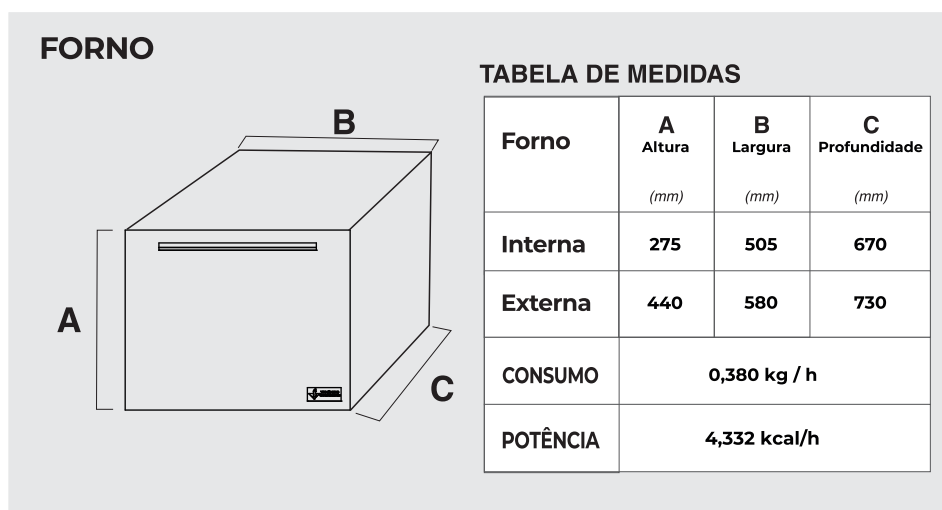 FORNO
TABELA DE MEDIDAS
B
A
C
Forno
A
Altura
(mm)
B
Largura
(mm)
C
Profundidade
(mm)
Interna 275 505 670
Externa 440 580 730
CONSUMO 0,380 kg / h
POTÊNCIA 4,332 kcal/h